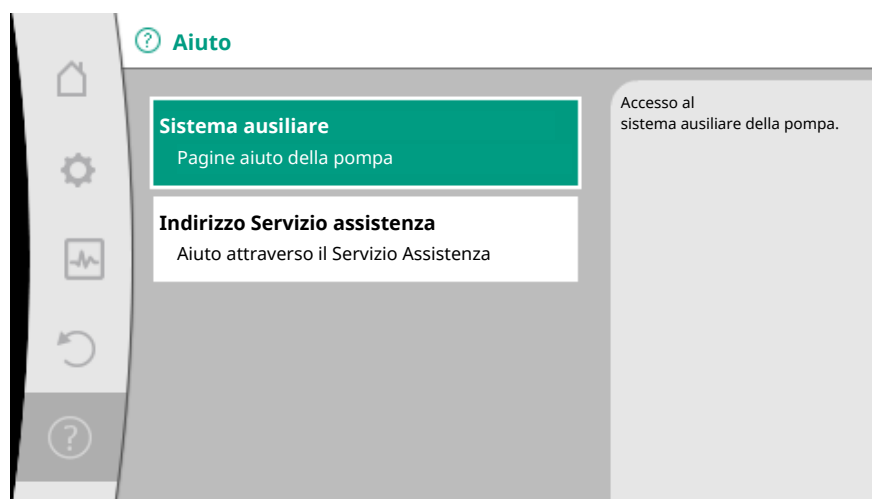 Aiuto
Sistema ausiliare
Pagine aiuto della pompa
Indirizzo Servizio assistenza
Aiuto attraverso il Servizio Assistenza
Accesso al
sistema ausiliare della pompa.